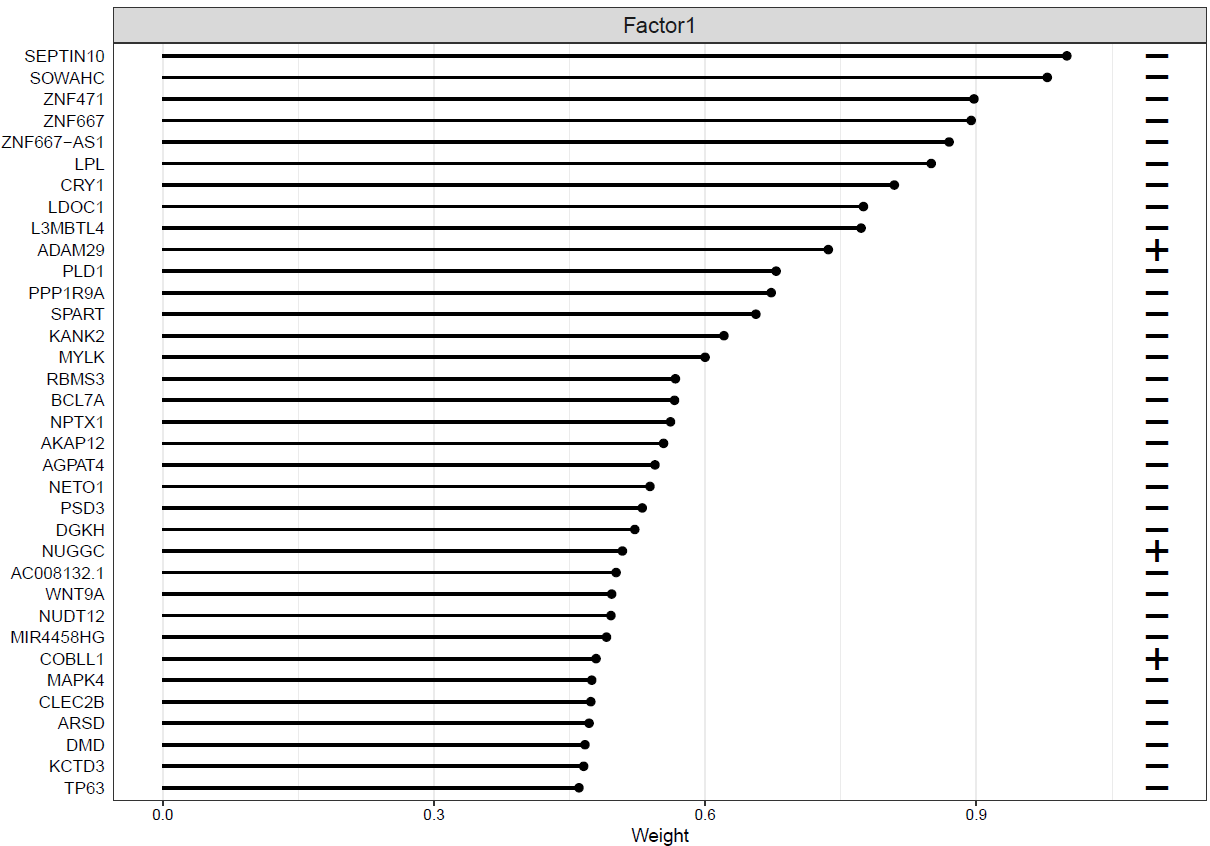 Factor1
SEPTIN10 −
SOWAHC −
ZNF471 −
ZNF667 −
ZNF667−AS1 −
LPL −
CRY1 −
LDOC1 −
L3MBTL4 −
ADAM29 +
PLD1 −
PPP1R9A −
SPART −
KANK2 −
MYLK −
RBMS3 −
BCL7A −
NPTX1 −
AKAP12 −
AGPAT4 −
NETO1 −
PSD3 −
DGKH −
NUGGC +
AC008132.1 −
WNT9A −
NUDT12 −
MIR4458HG −
COBLL1 +
MAPK4 −
CLEC2B −
ARSD −
DMD −
KCTD3 −
TP63 −
0.0 0.3 0.6 0.9
Weight